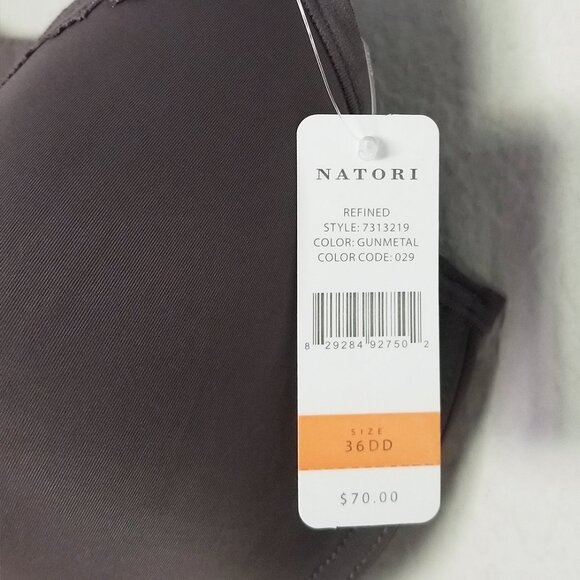 NATORI
REFINED
STYLE: 7313219
COLOR: GUNMETAL
COLOR CODE: 029
8 29284 92750 2
SIZE
36DD
$70.00